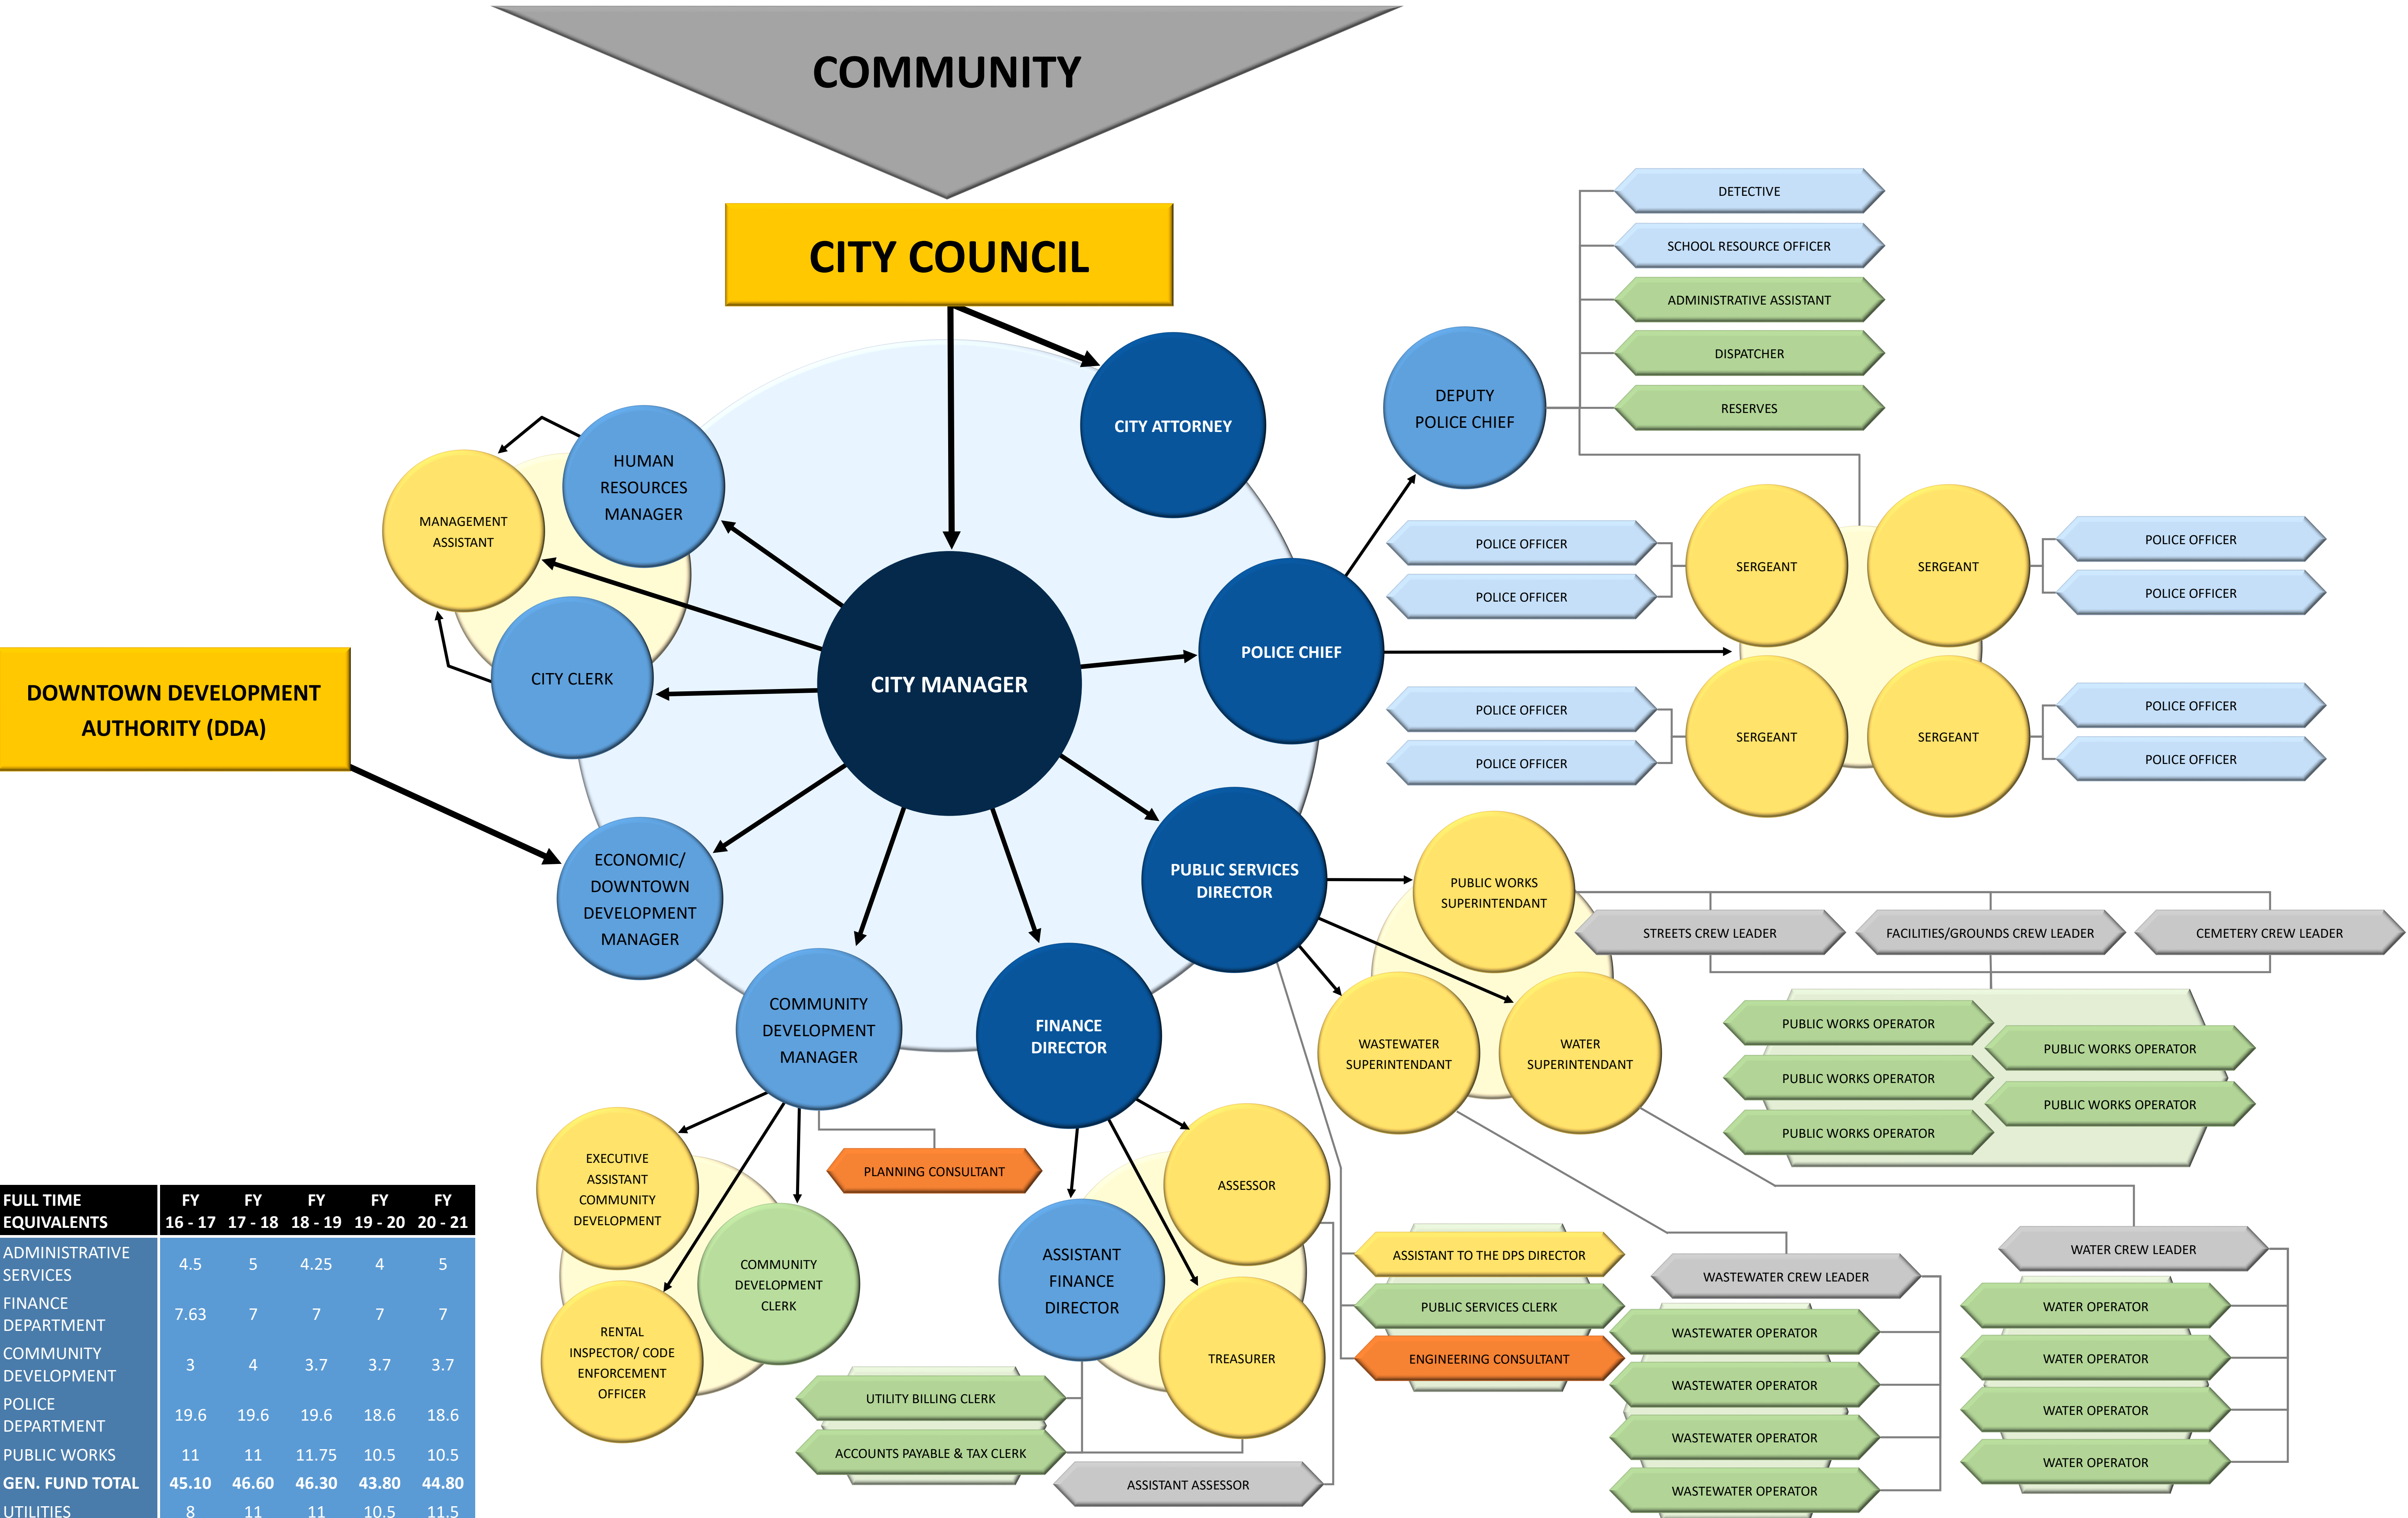 COMMUNITY
CITY COUNCIL
CITY ATTORNEY
HUMAN
RESOURCES
MANAGER
MANAGEMENT
ASSISTANT
CITY CLERK
CITY MANAGER
DOWNTOWN DEVELOPMENT
AUTHORITY (DDA)
ECONOMIC/
DOWNTOWN
DEVELOPMENT
MANAGER
POLICE CHIEF
DEPUTY
POLICE CHIEF
DETECTIVE
SCHOOL RESOURCE OFFICER
ADMINISTRATIVE ASSISTANT
DISPATCHER
RESERVES
POLICE OFFICER
POLICE OFFICER
SERGEANT
SERGEANT
POLICE OFFICER
POLICE OFFICER
POLICE OFFICER
POLICE OFFICER
SERGEANT
SERGEANT
POLICE OFFICER
POLICE OFFICER
PUBLIC SERVICES
DIRECTOR
PUBLIC WORKS
SUPERINTENDANT
WASTEWATER
SUPERINTENDANT
WATER
SUPERINTENDANT
STREETS CREW LEADER
FACILITIES/GROUNDS CREW LEADER
CEMETERY CREW LEADER
PUBLIC WORKS OPERATOR
PUBLIC WORKS OPERATOR
PUBLIC WORKS OPERATOR
PUBLIC WORKS OPERATOR
PUBLIC WORKS OPERATOR
COMMUNITY
DEVELOPMENT
MANAGER
FINANCE
DIRECTOR
EXECUTIVE
ASSISTANT
COMMUNITY
DEVELOPMENT
PLANNING CONSULTANT
COMMUNITY
DEVELOPMENT
CLERK
RENTAL
INSPECTOR/ CODE
ENFORCEMENT
OFFICER
ASSESSOR
ASSISTANT
FINANCE
DIRECTOR
TREASURER
UTILITY BILLING CLERK
ACCOUNTS PAYABLE & TAX CLERK
ASSISTANT ASSESSOR
ASSISTANT TO THE DPS DIRECTOR
PUBLIC SERVICES CLERK
ENGINEERING CONSULTANT
WASTEWATER CREW LEADER
WASTEWATER OPERATOR
WASTEWATER OPERATOR
WASTEWATER OPERATOR
WASTEWATER OPERATOR
WATER CREW LEADER
WATER OPERATOR
WATER OPERATOR
WATER OPERATOR
WATER OPERATOR
FULL TIME EQUIVALENTS FY 16 - 17 FY 17 - 18 FY 18 - 19 FY 19 - 20 FY 20 - 21
ADMINISTRATIVE SERVICES 4.5 5 4.25 4 5
FINANCE DEPARTMENT 7.63 7 7 7 7
COMMUNITY DEVELOPMENT 3 4 3.7 3.7 3.7
POLICE DEPARTMENT 19.6 19.6 19.6 18.6 18.6
PUBLIC WORKS 11 11 11.75 10.5 10.5
GEN. FUND TOTAL 45.10 46.60 46.30 43.80 44.80
UTILITIES 8 11 11 10.5 11.5